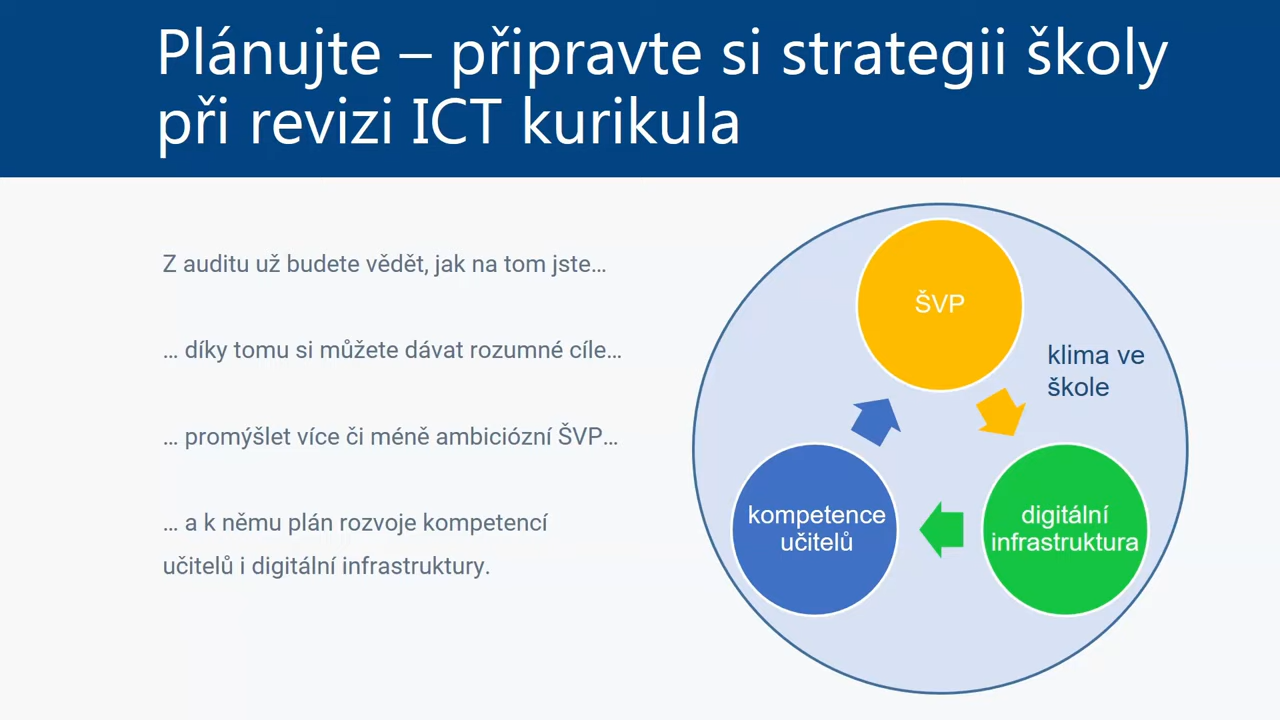 Plánujte – připravte si strategii školy
při revizi ICT kurikula
Z auditu už budete vědět, jak na tom jste…
… díky tomu si můžete dávat rozumné cíle…
… promýšlet více či méně ambiciózní ŠVP…
… a k němu plán rozvoje kompetencí
učitelů i digitální infrastruktury.
ŠVP
klima ve
škole
kompetence
učitelů
digitální
infrastruktura